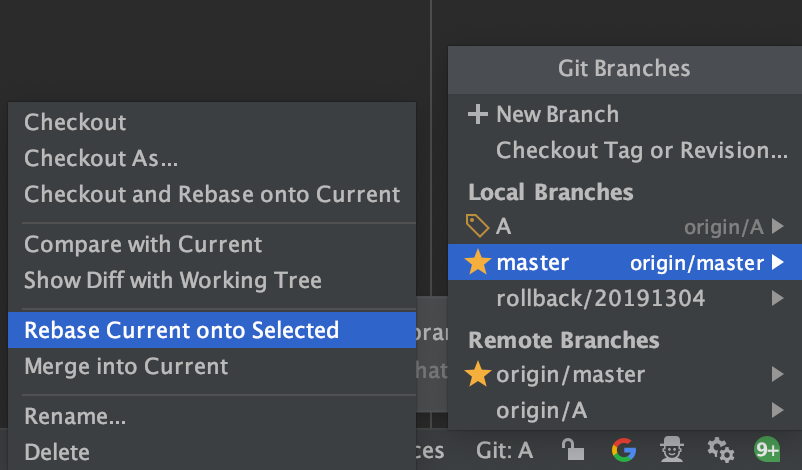 Git Branches
New Branch
Checkout Tag or Revision...
Local Branches
A origin/A
master origin/master
rollback/20191304
Remote Branches
origin/master
origin/A
Checkout
Checkout As...
Checkout and Rebase onto Current
Compare with Current
Show Diff with Working Tree
Rebase Current onto Selected
Merge into Current
Rename...
Delete
Git: A
9+